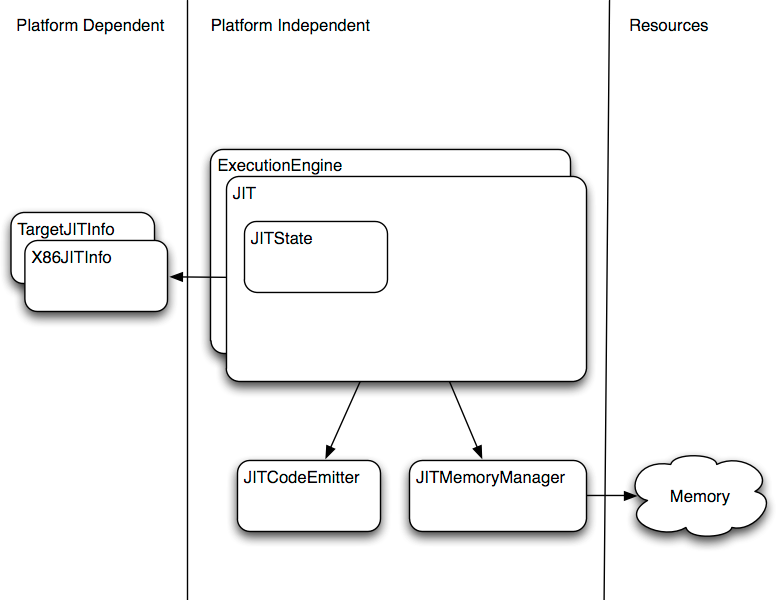 Platform Dependent
Platform Independent
Resources
ExecutionEngine
JIT
JITState
TargetJITInfo
X86JITInfo
JITCodeEmitter
JITMemoryManager
Memory